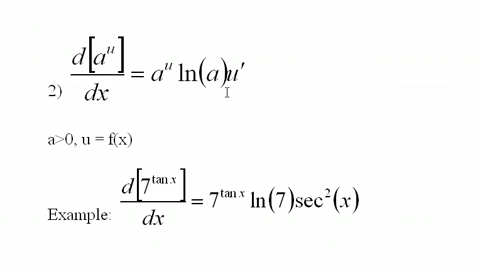 2) d[a^u]/dx = a^u ln(a)u′
a>0, u = f(x)
Example: d[7^tan x]/dx = 7^tan x ln(7)sec²(x)